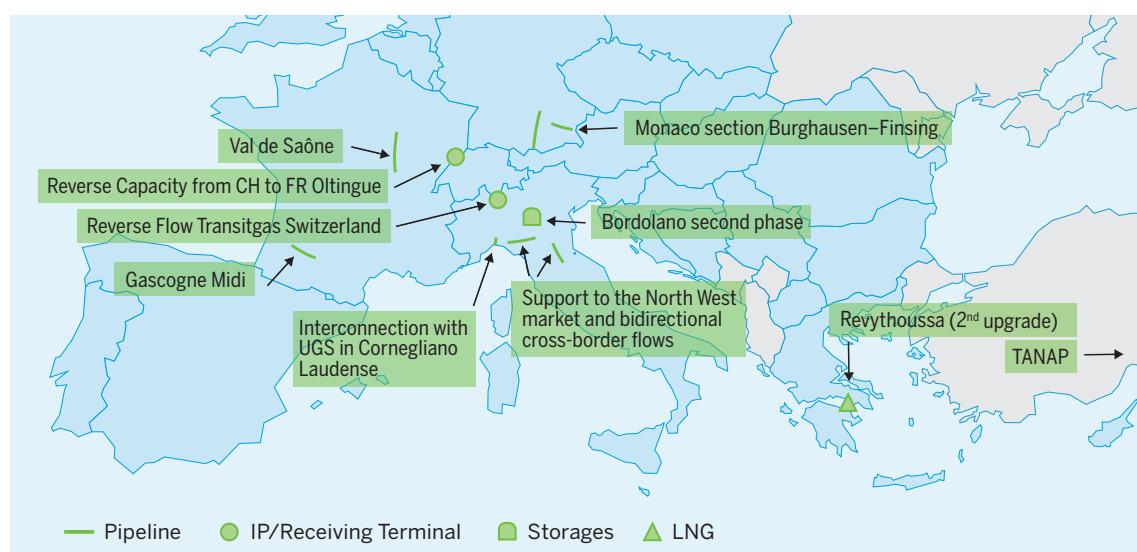 Monaco section Burghausen–Finsing
Val de Saône
Reverse Capacity from CH to FR Oltingue
Reverse Flow Transitgas Switzerland
Bordolano second phase
Gascogne Midi
Interconnection with
UGS in Cornegliano
Laudense
Support to the North West
market and bidirectional
cross-border flows
Revythoussa (2nd upgrade)
TANAP
Pipeline
IP/Receiving Terminal
Storages
LNG